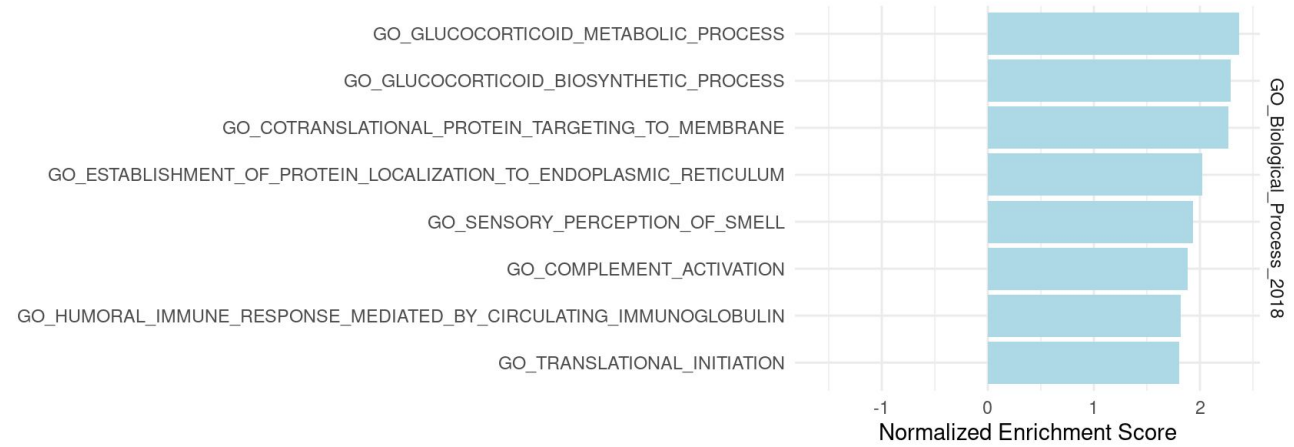 GO_GLUCOCORTICOID_METABOLIC_PROCESS
GO_GLUCOCORTICOID_BIOSYNTHETIC_PROCESS
GO_COTRANSLATIONAL_PROTEIN_TARGETING_TO_MEMBRANE
GO_ESTABLISHMENT_OF_PROTEIN_LOCALIZATION_TO_ENDOPLASMIC_RETICULUM
GO_SENSORY_PERCEPTION_OF_SMELL
GO_COMPLEMENT_ACTIVATION
GO_HUMORAL_IMMUNE_RESPONSE_MEDIATED_BY_CIRCULATING_IMMUNOGLOBULIN
GO_TRANSLATIONAL_INITIATION
GO_Biological_Process_2018
-1 0 1 2
Normalized Enrichment Score